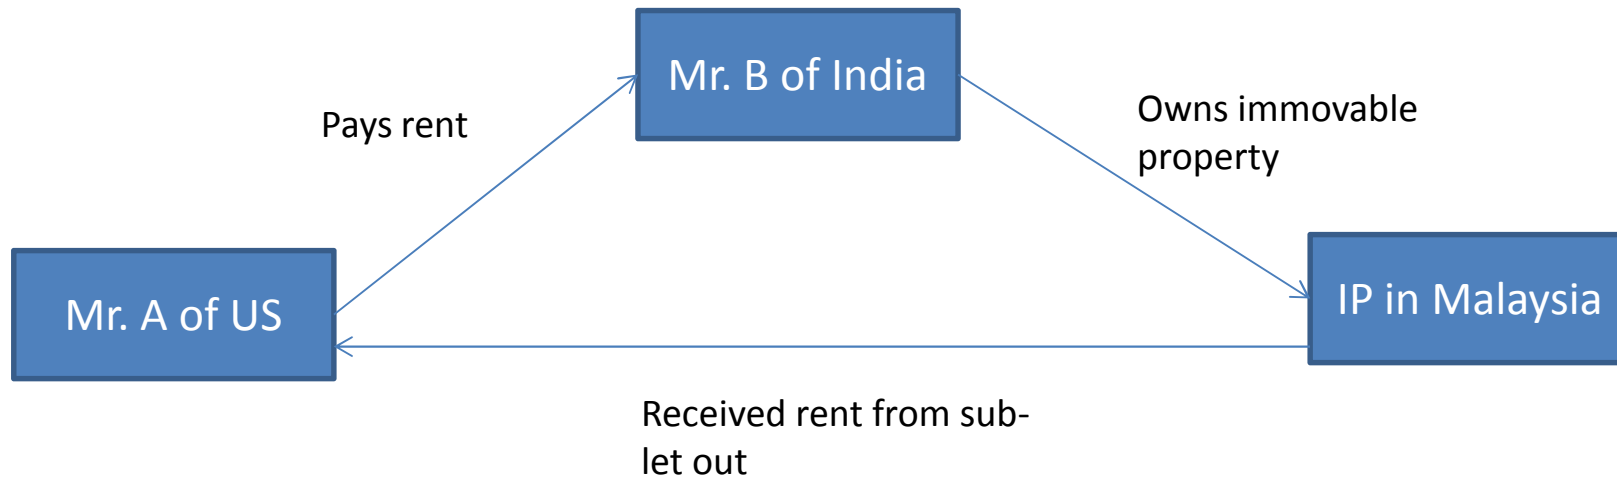 Mr. B of India
Pays rent
Owns immovable
property
Mr. A of US
IP in Malaysia
Received rent from sub-
let out